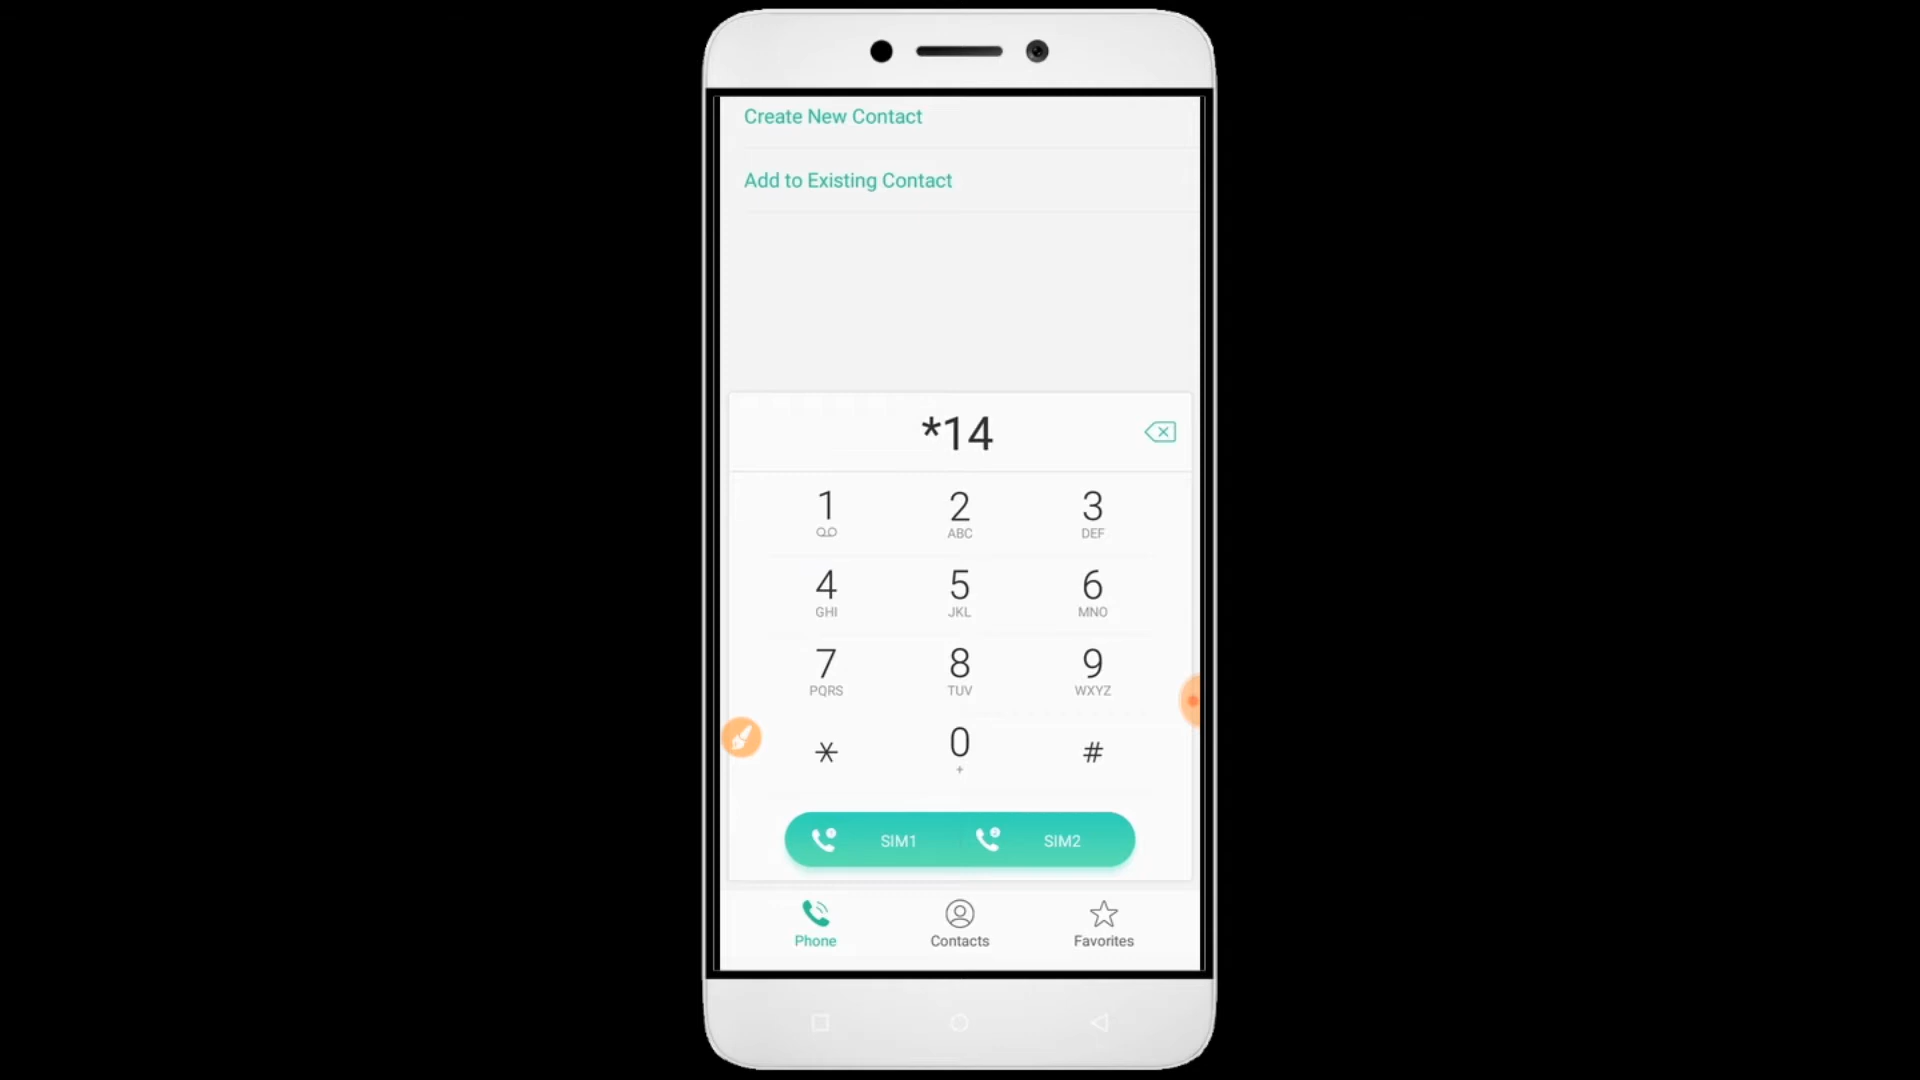 Create New Contact
Add to Existing Contact
*14
1 2 3
ABC DEF
4 5 6
GHI JKL MNO
7 8 9
PQRS TUV WXYZ
* 0 #
+
SIM1 SIM2
Phone Contacts Favorites